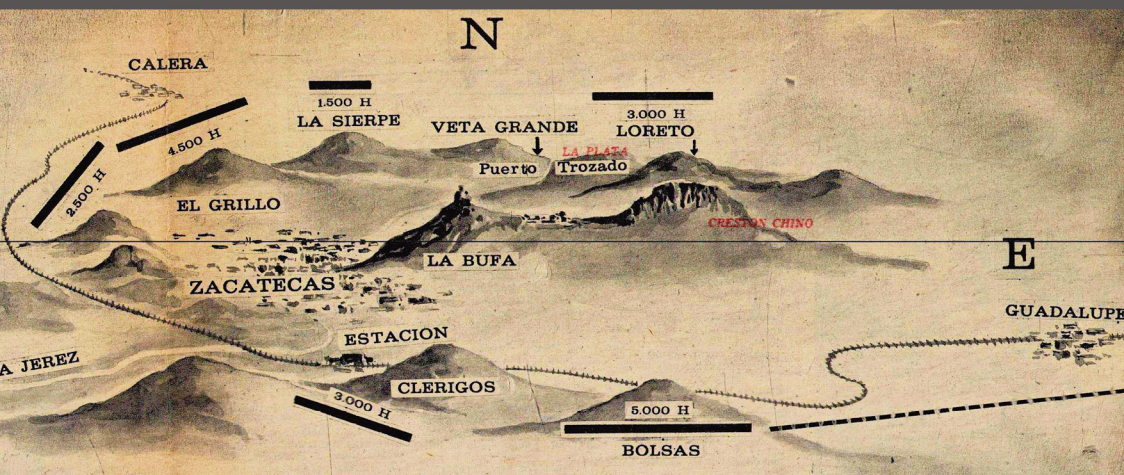 N
CALERA
1.500 H
LA SIERPE
4.500 H
2.500 H
3.000 H
LORETO
VETA GRANDE
LA PLATA
Puerto Trozado
EL GRILLO
CRESTON CHINO
E
LA BUFA
ZACATECAS
GUADALUPE
ESTACION
A JEREZ
CLERIGOS
3.000 H
5.000 H
BOLSAS